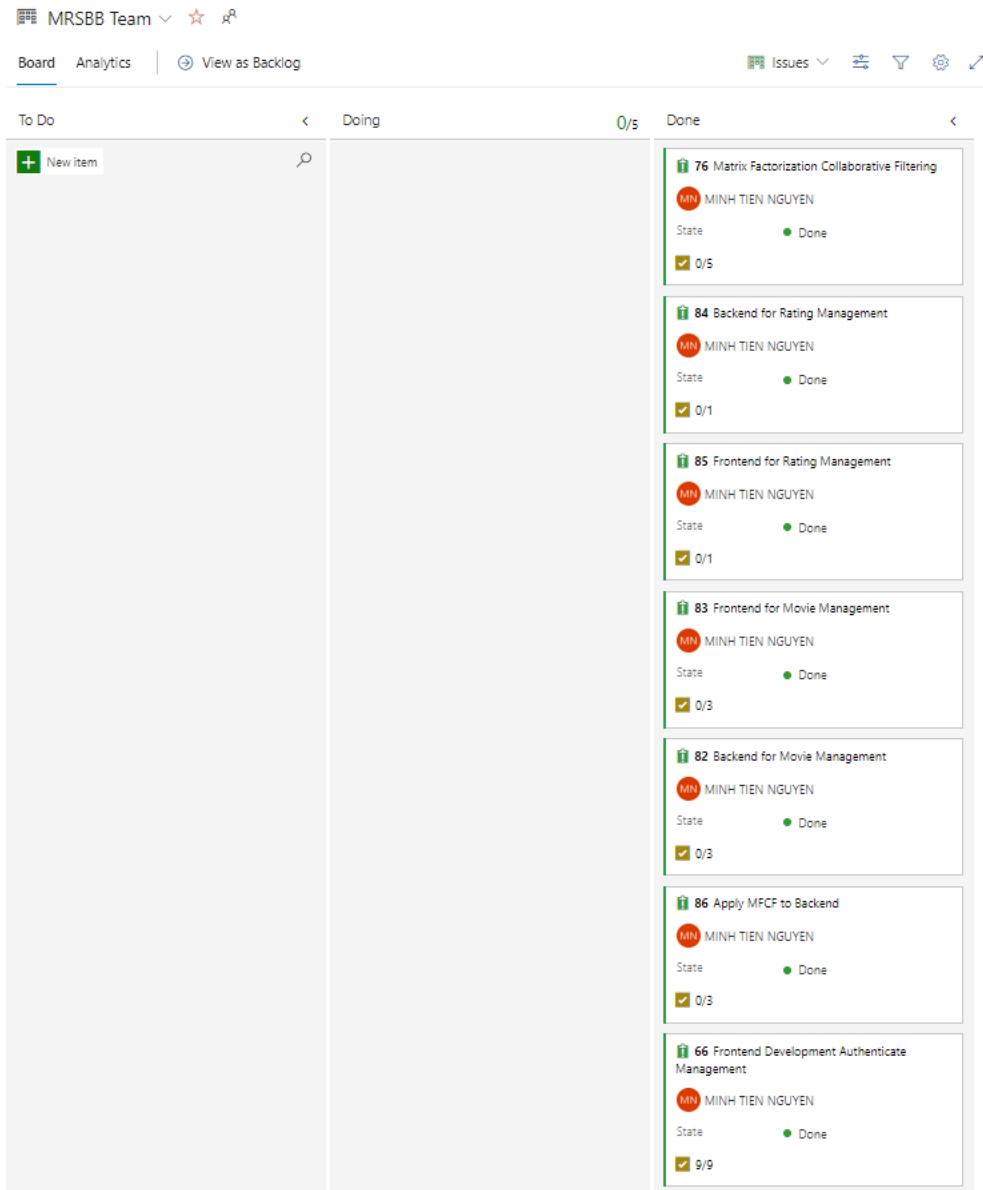 MRSBB Team
Board Analytics View as Backlog Issues
To Do
New item
Doing 0/5
Done
76 Matrix Factorization Collaborative Filtering
MN MINH TIEN NGUYEN
State Done
0/5
84 Backend for Rating Management
MN MINH TIEN NGUYEN
State Done
0/1
85 Frontend for Rating Management
MN MINH TIEN NGUYEN
State Done
0/1
83 Frontend for Movie Management
MN MINH TIEN NGUYEN
State Done
0/3
82 Backend for Movie Management
MN MINH TIEN NGUYEN
State Done
0/3
86 Apply MFCF to Backend
MN MINH TIEN NGUYEN
State Done
0/3
66 Frontend Development Authenticate
Management
MN MINH TIEN NGUYEN
State Done
9/9